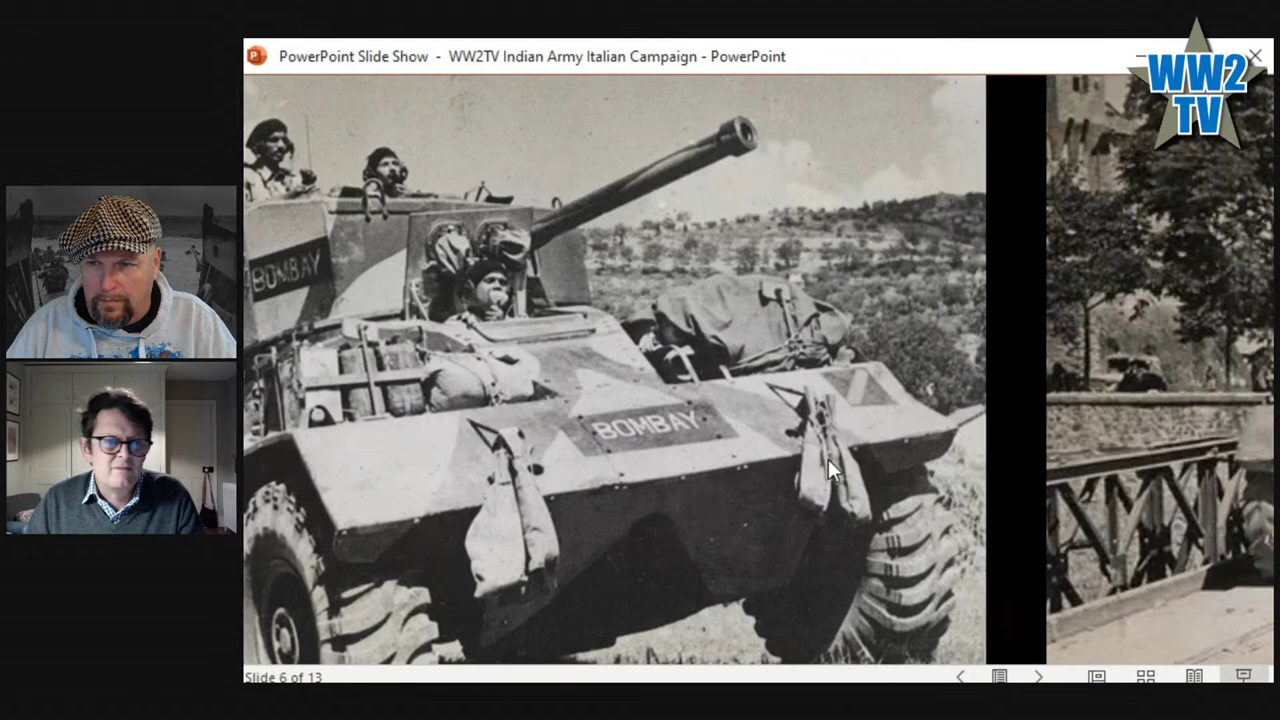 PowerPoint Slide Show - WW2TV Indian Army Italian Campaign - PowerPoint
WW2
TV
BOMBAY
BOMBAY
Slide 6 of 13